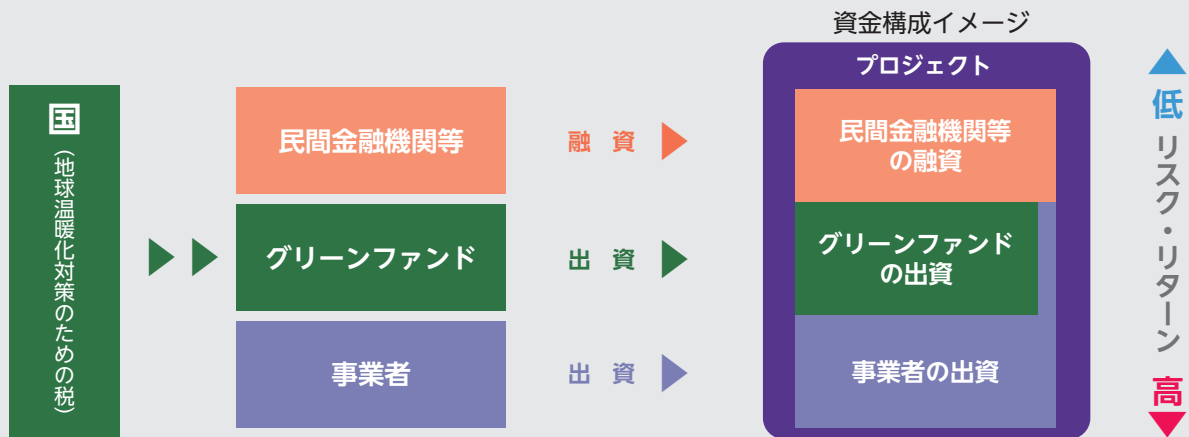 資金構成イメージ
国
（地球温暖化対策のための税）
民間金融機関等
融資
グリーンファンド
出資
事業者
出資
プロジェクト
民間金融機関等
の融資
グリーンファンド
の出資
事業者の出資
低
リスク・リターン
高